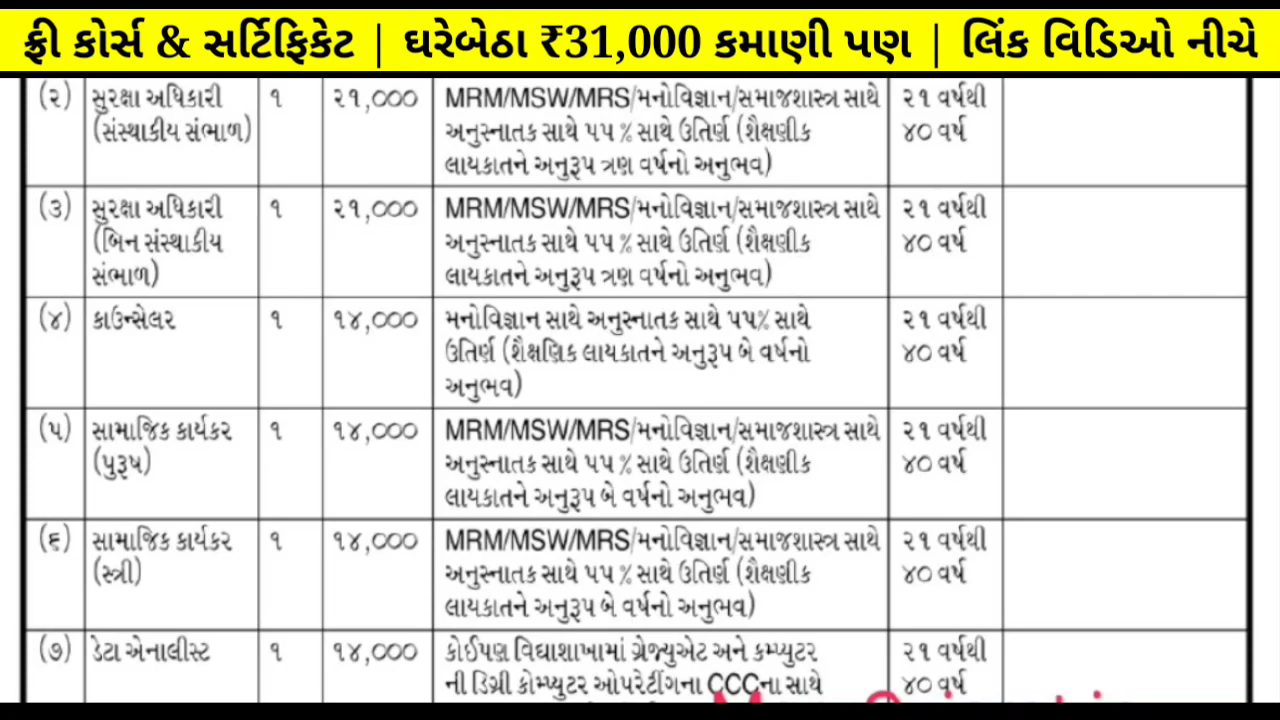 ફ્રી કોર્સ & સર્ટિફિકેટ | ઘરેબેઠા ₹31,000 કમાણી પણ | લિંક વિડિઓ નીચે
(૨) સુરક્ષા અધિકારી ૧ ૨૧,૦૦૦ MRM/MSW/MRS/મનોવિજ્ઞાન/સમાજશાસ્ત્ર સાથે ૨૧ વર્ષથી
(સંસ્થાકીય સંભાળ) અનુસ્નાતક સાથે ૫૫ % સાથે ઉતિર્ણ (શૈક્ષણીક ૪૦ વર્ષ
લાયકાતને અનુરૂપ ત્રણ વર્ષનો અનુભવ)
(૩) સુરક્ષા અધિકારી ૧ ૨૧,૦૦૦ MRM/MSW/MRS/મનોવિજ્ઞાન/સમાજશાસ્ત્ર સાથે ૨૧ વર્ષથી
(બિન સંસ્થાકીય અનુસ્નાતક સાથે ૫૫ % સાથે ઉતિર્ણ (શૈક્ષણીક ૪૦ વર્ષ
સંભાળ) લાયકાતને અનુરૂપ ત્રણ વર્ષનો અનુભવ)
(૪) કાઉન્સેલર ૧ ૧૪,૦૦૦ મનોવિજ્ઞાન સાથે અનુસ્નાતક સાથે ૫૫% સાથે ૨૧ વર્ષથી
ઉતિર્ણ (શૈક્ષણિક લાયકાતને અનુરૂપ બે વર્ષનો ૪૦ વર્ષ
અનુભવ)
(૫) સામાજિક કાર્યકર ૧ ૧૪,૦૦૦ MRM/MSW/MRS/મનોવિજ્ઞાન/સમાજશાસ્ત્ર સાથે ૨૧ વર્ષથી
(પુરૂષ) અનુસ્નાતક સાથે ૫૫ % સાથે ઉતિર્ણ (શૈક્ષણીક ૪૦ વર્ષ
લાયકાતને અનુરૂપ બે વર્ષનો અનુભવ)
(૬) સામાજિક કાર્યકર ૧ ૧૪,૦૦૦ MRM/MSW/MRS/મનોવિજ્ઞાન/સમાજશાસ્ત્ર સાથે ૨૧ વર્ષથી
(સ્ત્રી) અનુસ્નાતક સાથે ૫૫ % સાથે ઉતિર્ણ (શૈક્ષણીક ૪૦ વર્ષ
લાયકાતને અનુરૂપ બે વર્ષનો અનુભવ)
(૭) ડેટા એનાલીસ્ટ ૧ ૧૪,૦૦૦ કોઈપણ વિદ્યાશાખામાં ગ્રેજ્યુએટ અને કમ્પ્યુટર ૨૧ વર્ષથી
ની ડિગ્રી કોમ્પ્યુટર ઓપરેટીંગના CCCના સાથે ૪૦ વર્ષ